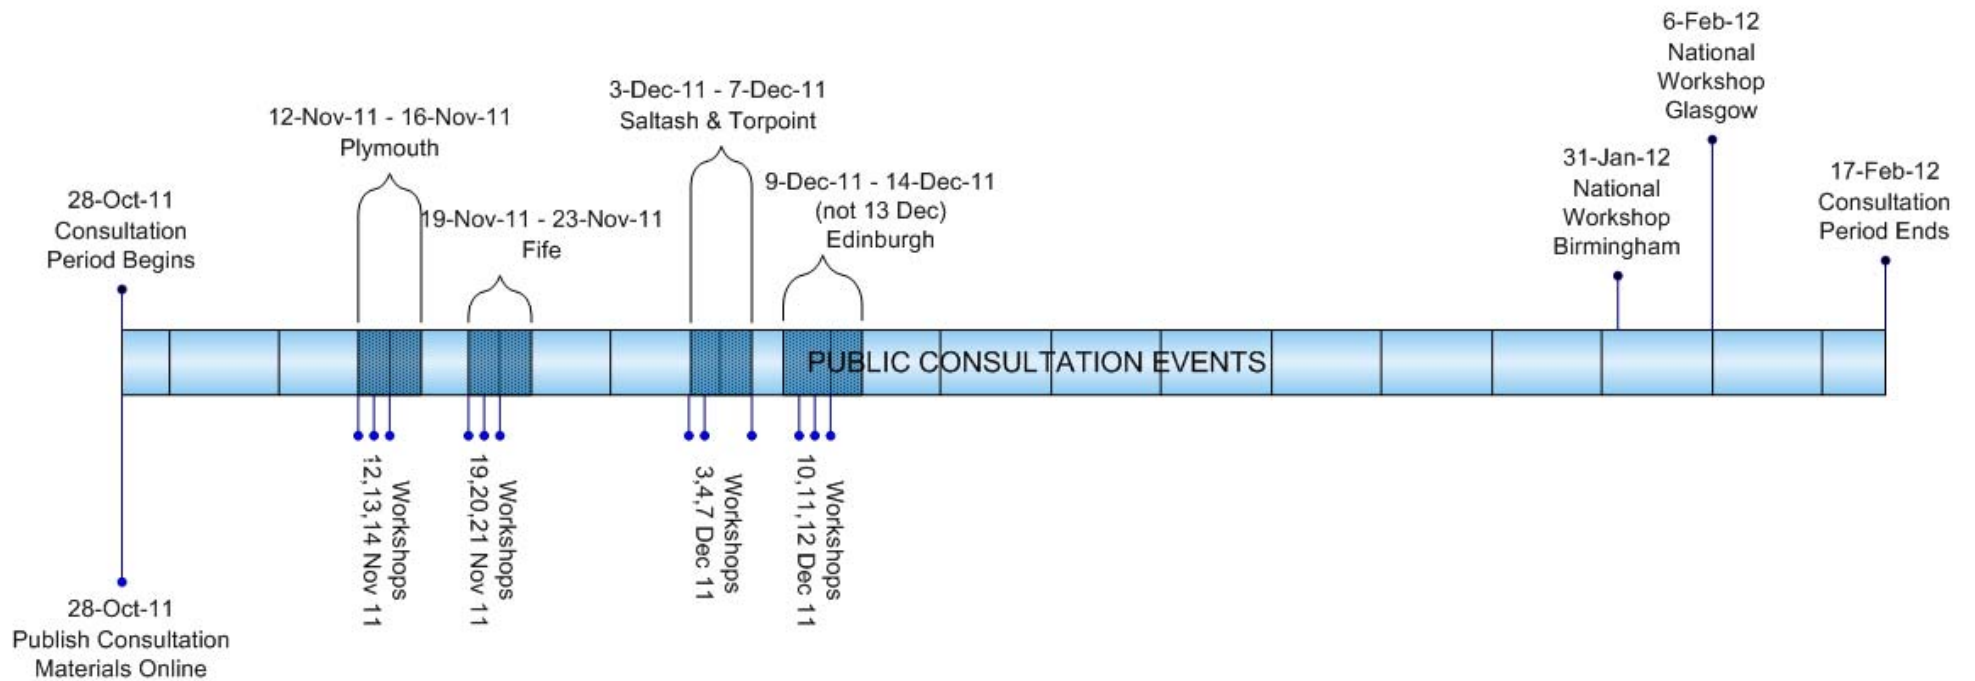 6-Feb-12
National
Workshop
Glasgow
3-Dec-11 - 7-Dec-11
Saltash & Torpoint
12-Nov-11 - 16-Nov-11
Plymouth
31-Jan-12
National
Workshop
Birmingham
17-Feb-12
Consultation
Period Ends
9-Dec-11 - 14-Dec-11
(not 13 Dec)
Edinburgh
28-Oct-11
Consultation
Period Begins
19-Nov-11 - 23-Nov-11
Fife
PUBLIC CONSULTATION EVENTS
Workshops
12,13,14 Nov 11
Workshops
19,20,21 Nov 11
Workshops
3,4,7 Dec 11
Workshops
10,11,12 Dec 11
28-Oct-11
Publish Consultation
Materials Online